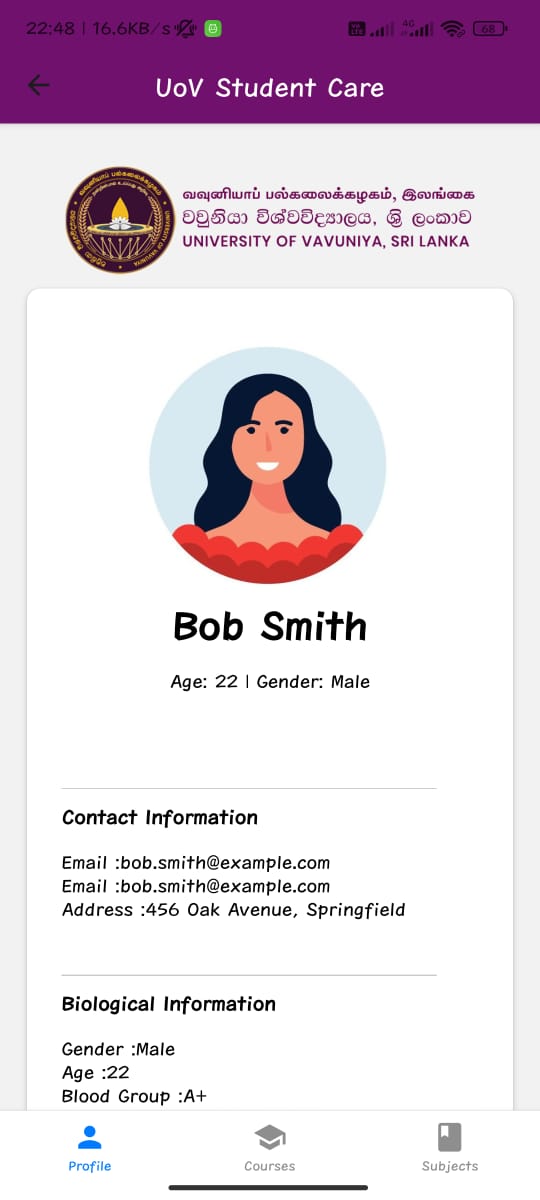 22:48 | 16.6KB/s
4G
68
UoV Student Care
வவுனியாப் பல்கலைக்கழகம், இலங்கை
වවුනියා විශ්වවිද්‍යාලය, ශ්‍රි ලංකාව
UNIVERSITY OF VAVUNIYA, SRI LANKA
Bob Smith
Age: 22 | Gender: Male
Contact Information
Email :bob.smith@example.com
Email :bob.smith@example.com
Address :456 Oak Avenue, Springfield
Biological Information
Gender :Male
Age :22
Blood Group :A+
Profile
Courses
Subjects